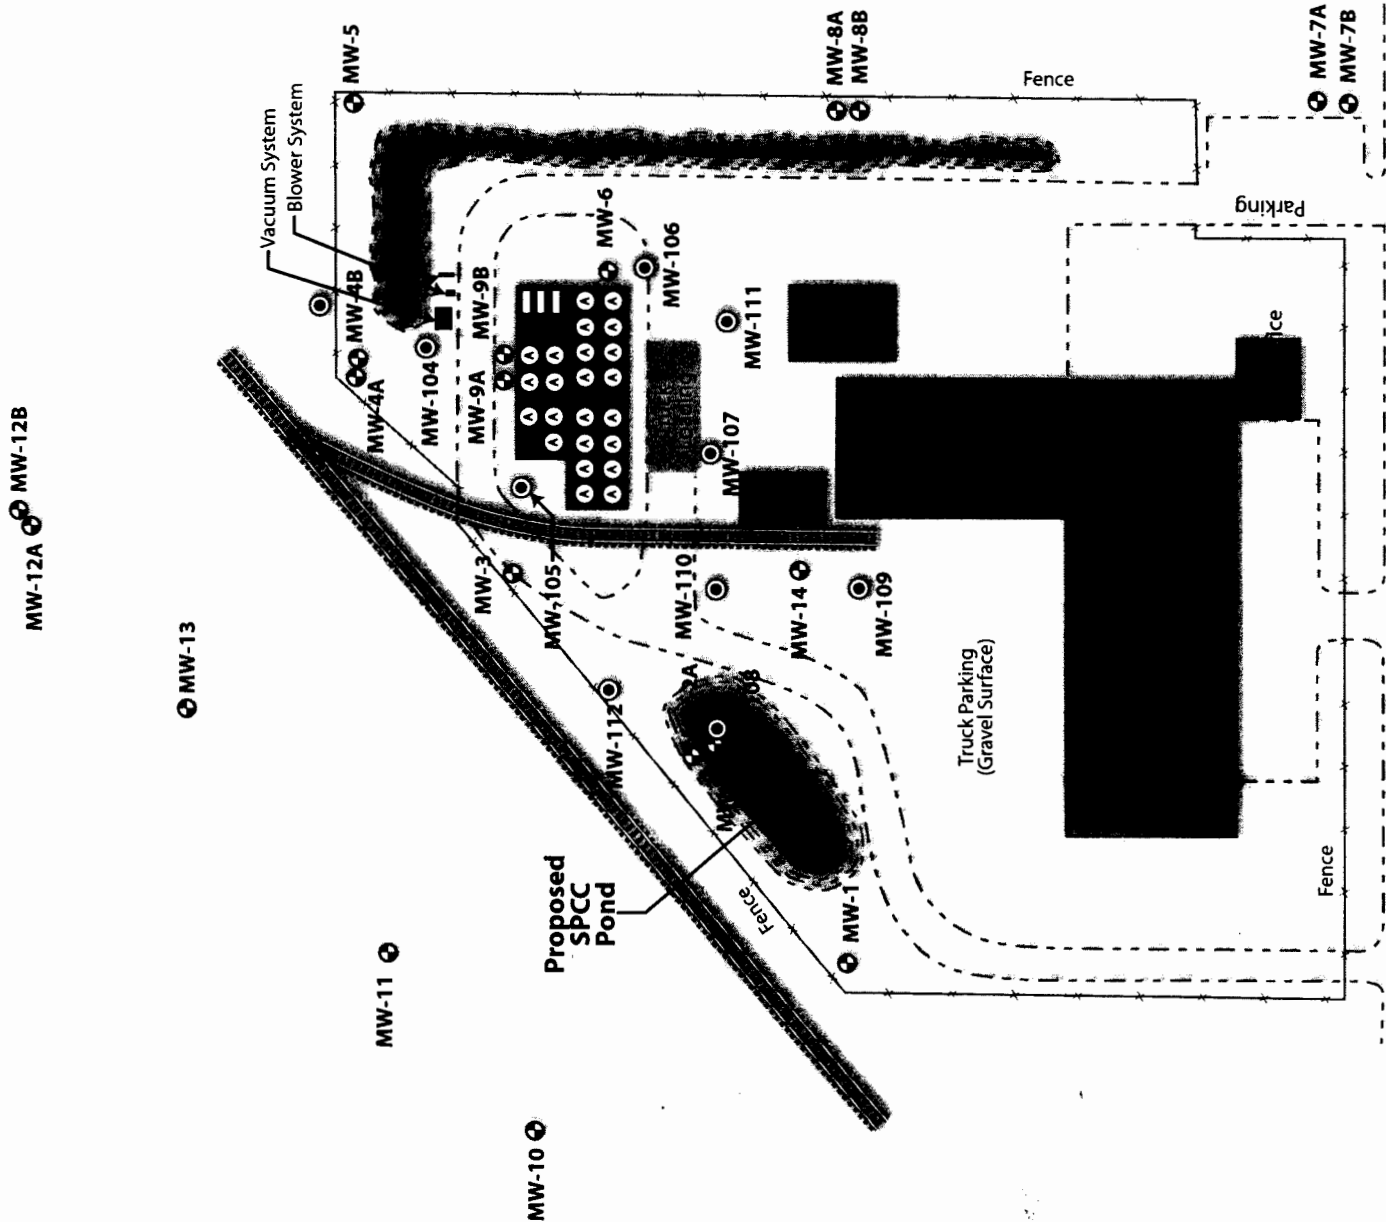 MW-5
MW-8A
MW-8B
MW-7A
MW-7B
Fence
Vacuum System
Blower System
Parking
MW-6
MW-106
MW-4B
MW-9B
MW-111
MW-4A
MW-104
MW-9A
MW-107
MW-12B
MW-12A
MW-13
MW-3
MW-105
MW-110
MW-14
MW-109
MW-112
Truck Parking
(Gravel Surface)
Proposed
SPCC
Pond
Fence
MW-1
Fence
MW-11
MW-10